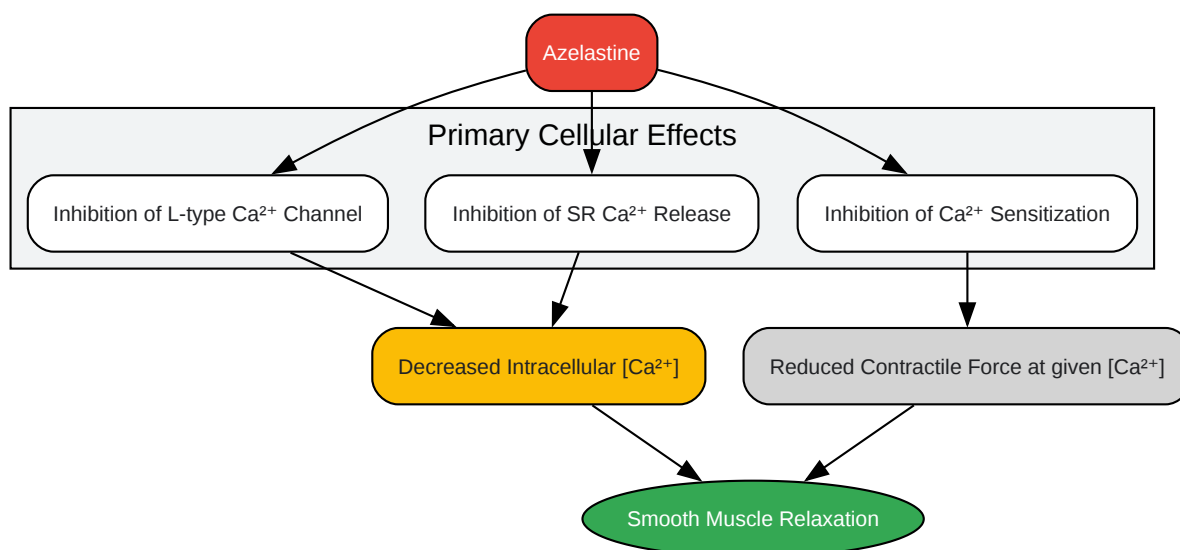 Azelastine
Primary Cellular Effects
Inhibition of L-type Ca²⁺ Channel
Inhibition of SR Ca²⁺ Release
Inhibition of Ca²⁺ Sensitization
Decreased Intracellular [Ca²⁺]
Reduced Contractile Force at given [Ca²⁺]
Smooth Muscle Relaxation